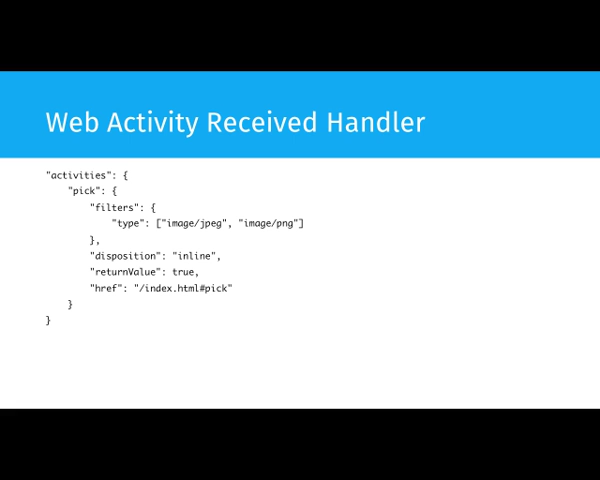 Web Activity Received Handler
"activities": {
    "pick": {
        "filters": {
            "type": ["image/jpeg", "image/png"]
        },
        "disposition": "inline",
        "returnValue": true,
        "href": "/index.html#pick"
    }
}